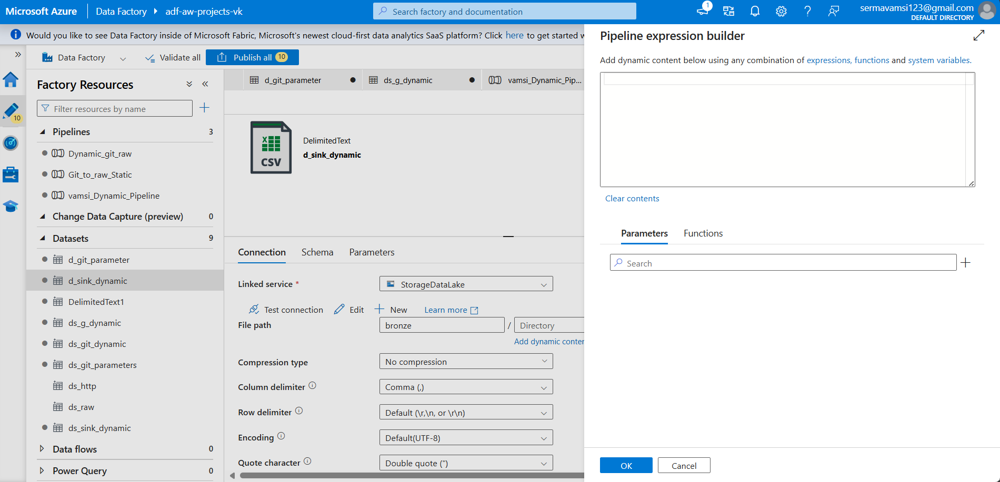 Microsoft Azure
Data Factory
adf-aw-projects-vk
Search factory and documentation
1
sermavamsi123@gmail.com
DEFAULT DIRECTORY
Would you like to see Data Factory inside of Microsoft Fabric, Microsoft's newest cloud-first data analytics SaaS platform? Click here to get started
Data Factory
Validate all
Publish all 10
10
Factory Resources
Filter resources by name
Pipelines 3
Dynamic_git_raw
Git_to_raw_Static
vamsi_Dynamic_Pipeline
Change Data Capture (preview) 0
Datasets 9
d_git_parameter
d_sink_dynamic
DelimitedText1
ds_g_dynamic
ds_git_dynamic
ds_git_parameters
ds_http
ds_raw
ds_sink_dynamic
Data flows 0
Power Query 0
d_git_parameter
ds_g_dynamic
vamsi_Dynamic_Pip...
X
CSV
DelimitedText
d_sink_dynamic
Connection Schema Parameters
Linked service *
StorageDataLake
Test connection Edit New Learn more
File path bronze / Directory
Add dynamic conter
Compression type No compression
Column delimiter Comma (,)
Row delimiter Default (\r,\n, or \r\n)
Encoding Default(UTF-8)
Quote character Double quote (")
Pipeline expression builder
Add dynamic content below using any combination of expressions, functions and system variables.
Clear contents
Parameters Functions
Search
OK Cancel